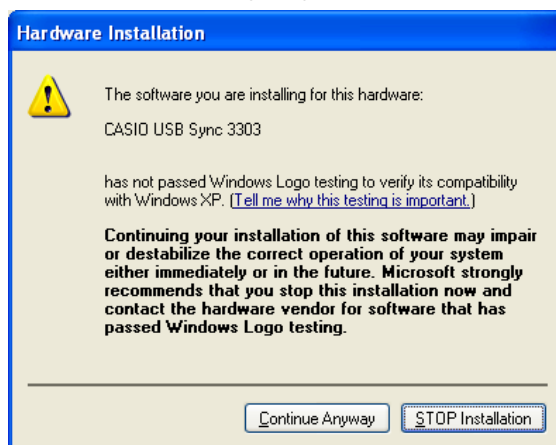 Hardware Installation
The software you are installing for this hardware:
CASIO USB Sync 3303
has not passed Windows Logo testing to verify its compatibility
with Windows XP. (Tell me why this testing is important.)
Continuing your installation of this software may impair
or destabilize the correct operation of your system
either immediately or in the future. Microsoft strongly
recommends that you stop this installation now and
contact the hardware vendor for software that has
passed Windows Logo testing.
Continue Anyway
STOP Installation